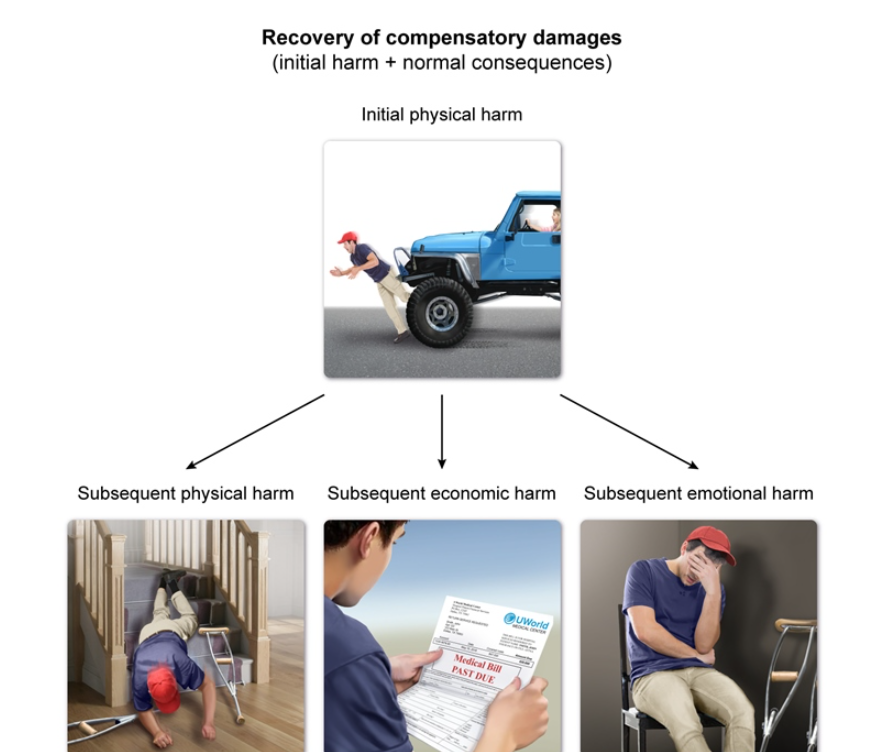 Recovery of compensatory damages
(initial harm + normal consequences)
Initial physical harm
Subsequent physical harm
Subsequent economic harm
Subsequent emotional harm
UWorld
MEDICAL CENTER
Medical Bill
PAST DUE